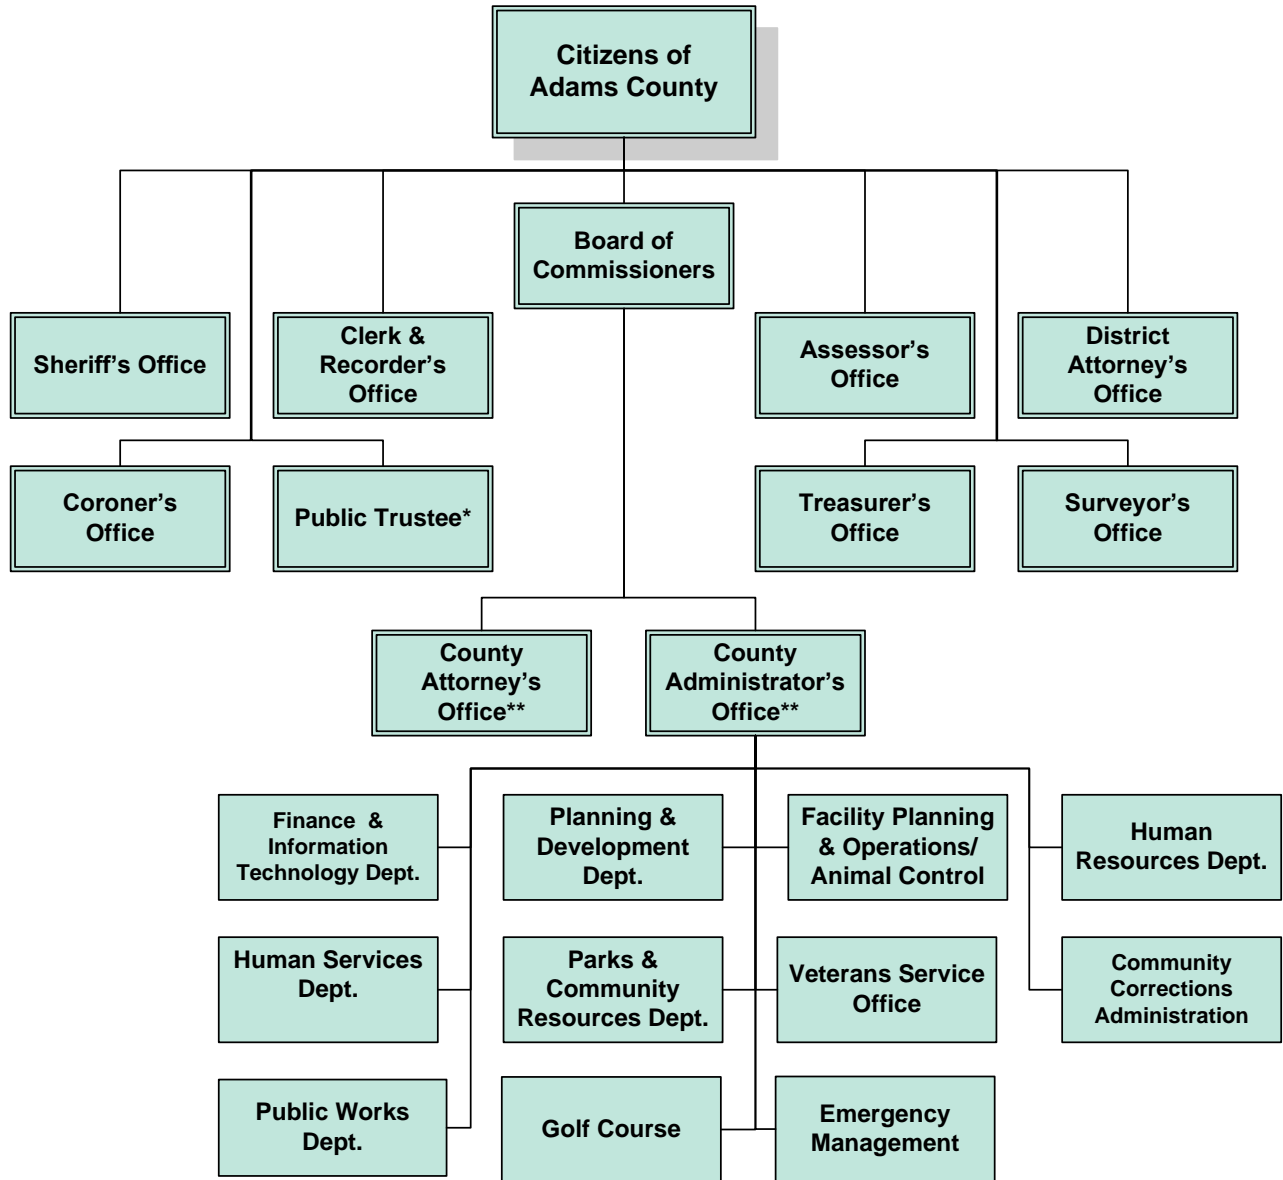 Citizens of
Adams County
Board of
Commissioners
Sheriff's Office
Clerk &
Recorder's
Office
Assessor's
Office
District
Attorney's
Office
Coroner's
Office
Public Trustee*
Treasurer's
Office
Surveyor's
Office
County
Attorney's
Office**
County
Administrator's
Office**
Finance &
Information
Technology Dept.
Planning &
Development
Dept.
Facility Planning
& Operations/
Animal Control
Human
Resources Dept.
Human Services
Dept.
Parks &
Community
Resources Dept.
Veterans Service
Office
Community
Corrections
Administration
Public Works
Dept.
Golf Course
Emergency
Management